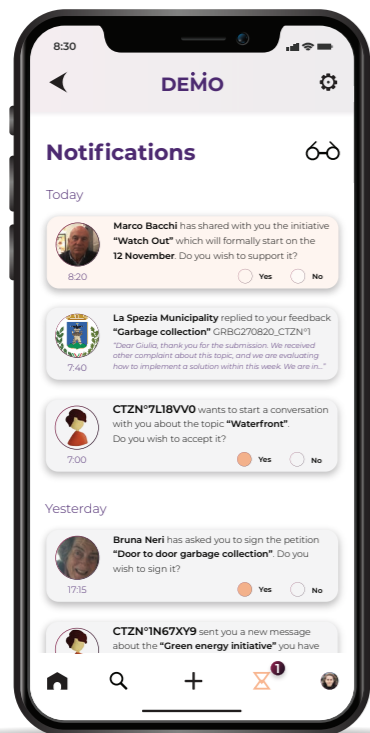 8:30
DEMO
Notifications
Today
Marco Bacchi has shared with you the initiative
“Watch Out” which will formally start on the
12 November. Do you wish to support it?
8:20
Yes
No
La Spezia Municipality replied to your feedback
“Garbage collection” GRBG270820_CTZN°1
“Dear Giulia, thank you for the submission. We received
other complaint about this topic, and we are evaluating
how to implement a solution within this week. We are in...”
7:40
CTZN°7L18VV0 wants to start a conversation
with you about the topic “Waterfront”.
Do you wish to accept it?
7:00
Yes
No
Yesterday
Bruna Neri has asked you to sign the petition
“Door to door garbage collection”. Do you
wish to sign it?
17:15
Yes
No
CTZN°1N67XY9 sent you a new message
about the “Green energy initiative” you have
1